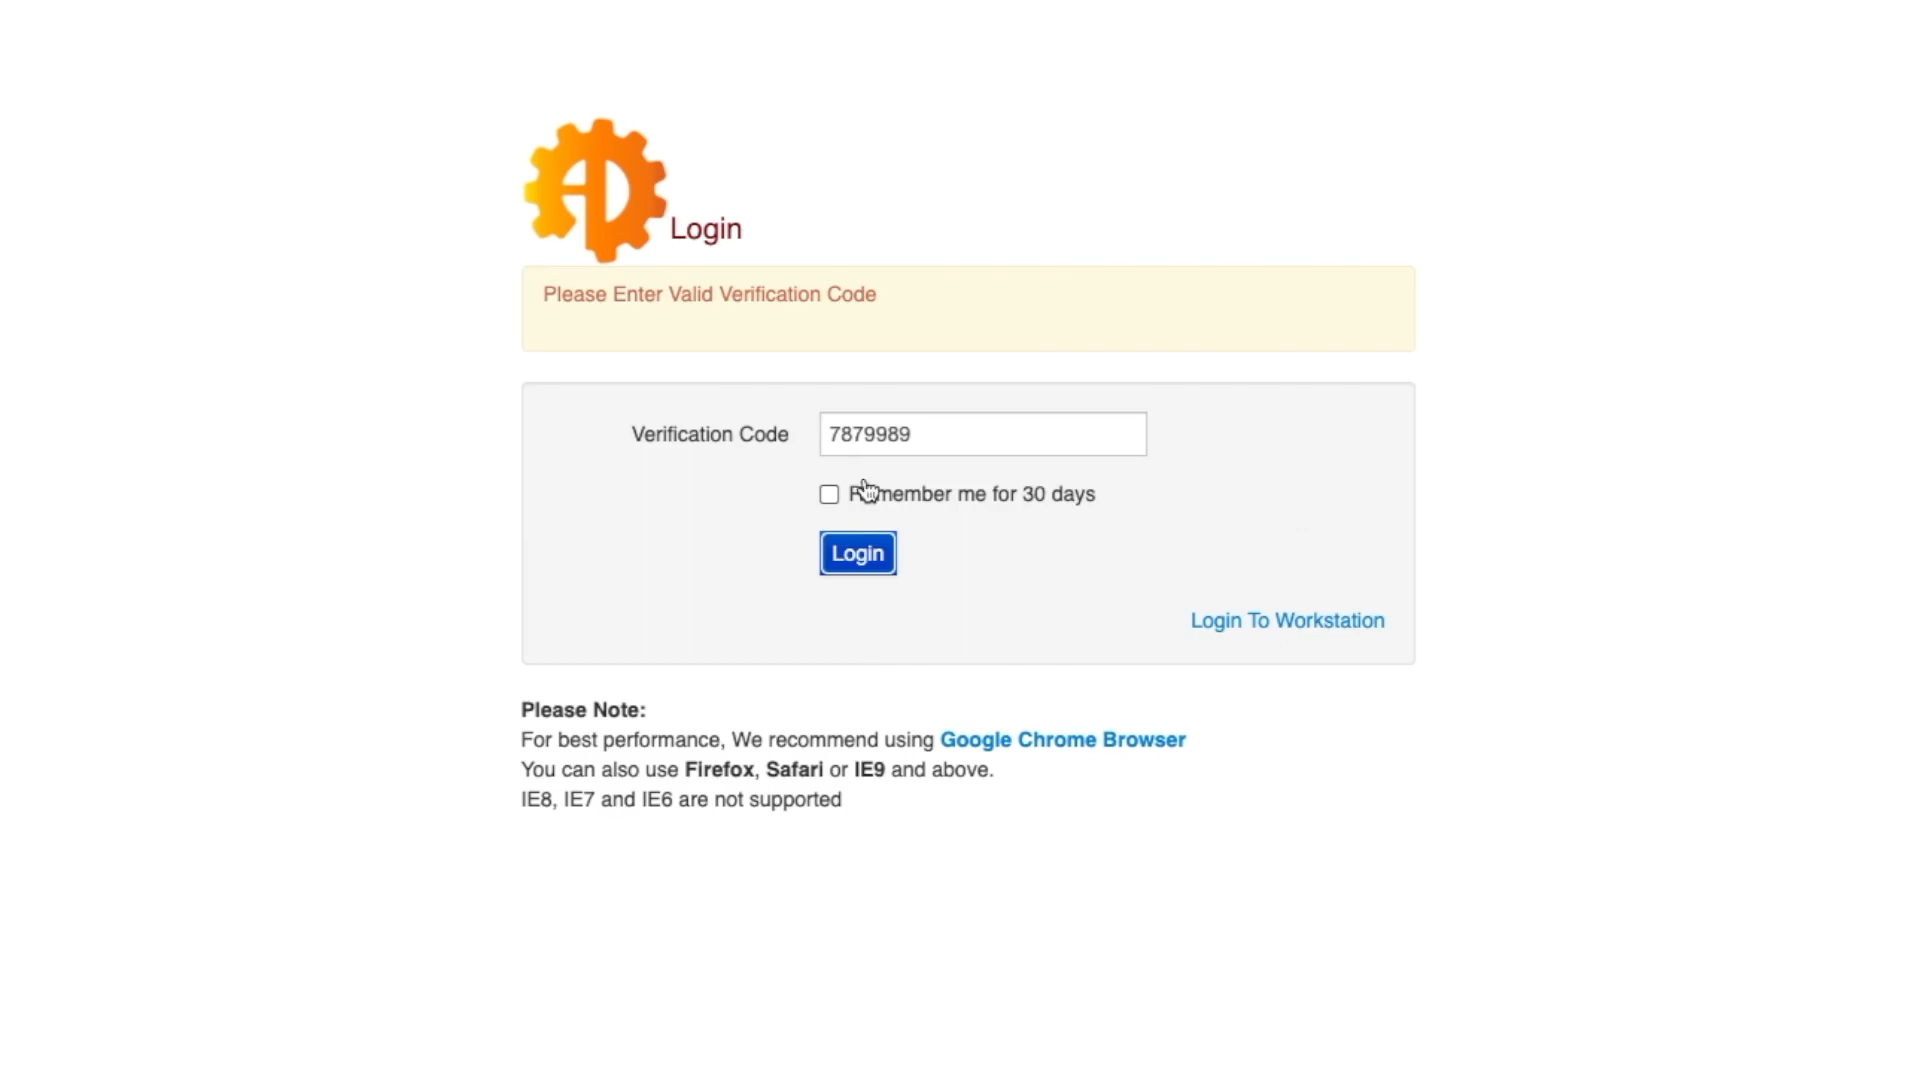 Login
Please Enter Valid Verification Code
Verification Code 7879989
Remember me for 30 days
Login
Login To Workstation
Please Note:
For best performance, We recommend using Google Chrome Browser
You can also use Firefox, Safari or IE9 and above.
IE8, IE7 and IE6 are not supported